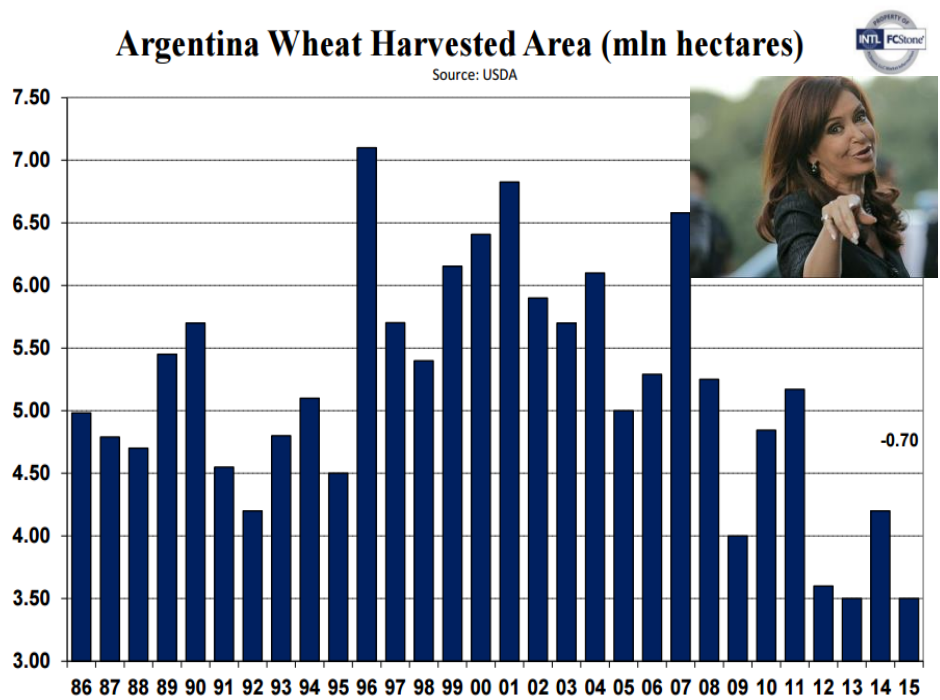 Argentina Wheat Harvested Area (mln hectares)
Source: USDA
PROPERTY OF
INTL FCStone®
7.50
7.00
6.50
6.00
5.50
5.00
4.50
4.00
3.50
3.00
-0.70
86 87 88 89 90 91 92 93 94 95 96 97 98 99 00 01 02 03 04 05 06 07 08 09 10 11 12 13 14 15